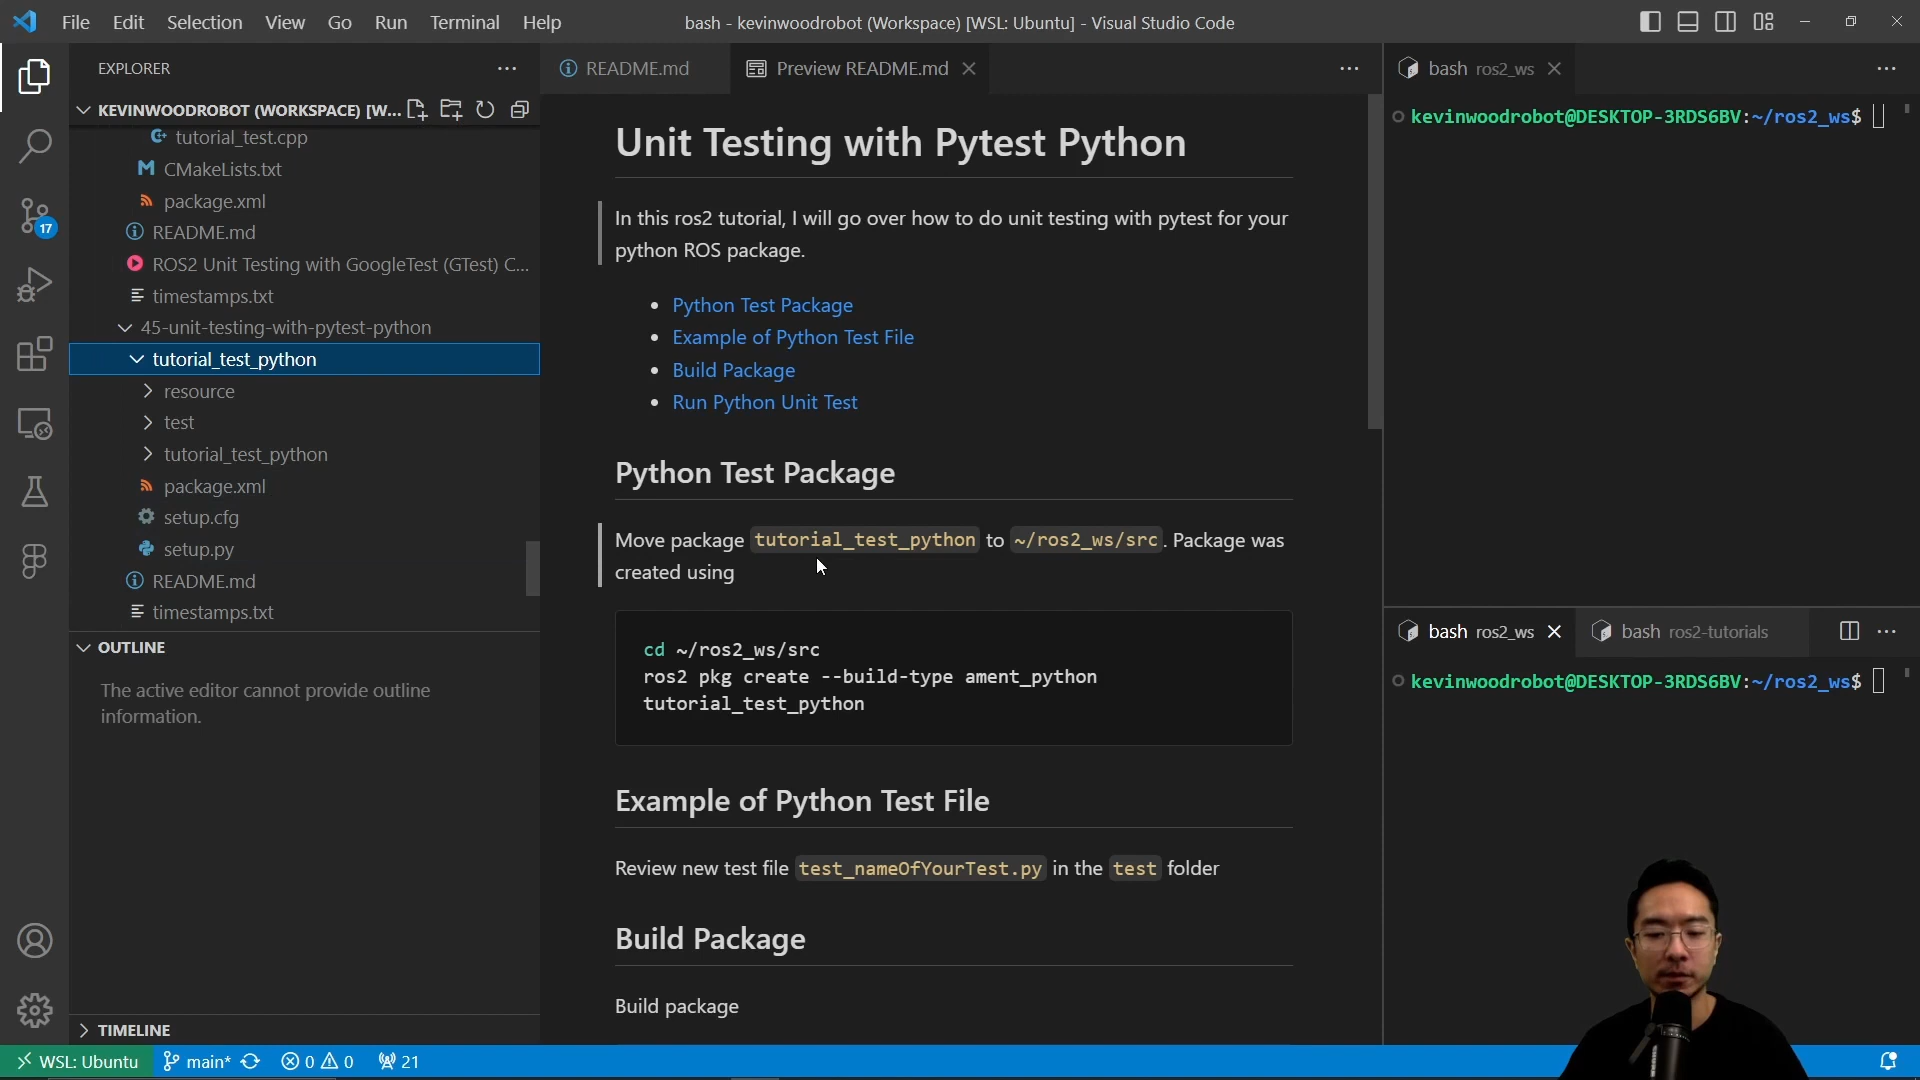 File Edit Selection View Go Run Terminal Help
bash - kevinwoodrobot (Workspace) [WSL: Ubuntu] - Visual Studio Code
EXPLORER
KEVINWOODROBOT (WORKSPACE) [W...
tutorial_test.cpp
CMakeLists.txt
package.xml
README.md
ROS2 Unit Testing with GoogleTest (GTest) C...
timestamps.txt
45-unit-testing-with-pytest-python
tutorial_test_python
resource
test
tutorial_test_python
package.xml
setup.cfg
setup.py
README.md
timestamps.txt
OUTLINE
The active editor cannot provide outline
information.
TIMELINE
17
README.md
Preview README.md
Unit Testing with Pytest Python
In this ros2 tutorial, I will go over how to do unit testing with pytest for your
python ROS package.
• Python Test Package
• Example of Python Test File
• Build Package
• Run Python Unit Test
Python Test Package
Move package tutorial_test_python to ~/ros2_ws/src. Package was
created using
cd ~/ros2_ws/src
ros2 pkg create --build-type ament_python
tutorial_test_python
Example of Python Test File
Review new test file test_nameOfYourTest.py in the test folder
Build Package
Build package
bash ros2_ws
kevinwoodrobot@DESKTOP-3RDS6BV:~/ros2_ws$
bash ros2_ws
bash ros2-tutorials
kevinwoodrobot@DESKTOP-3RDS6BV:~/ros2_ws$
WSL: Ubuntu main* 0 0 21